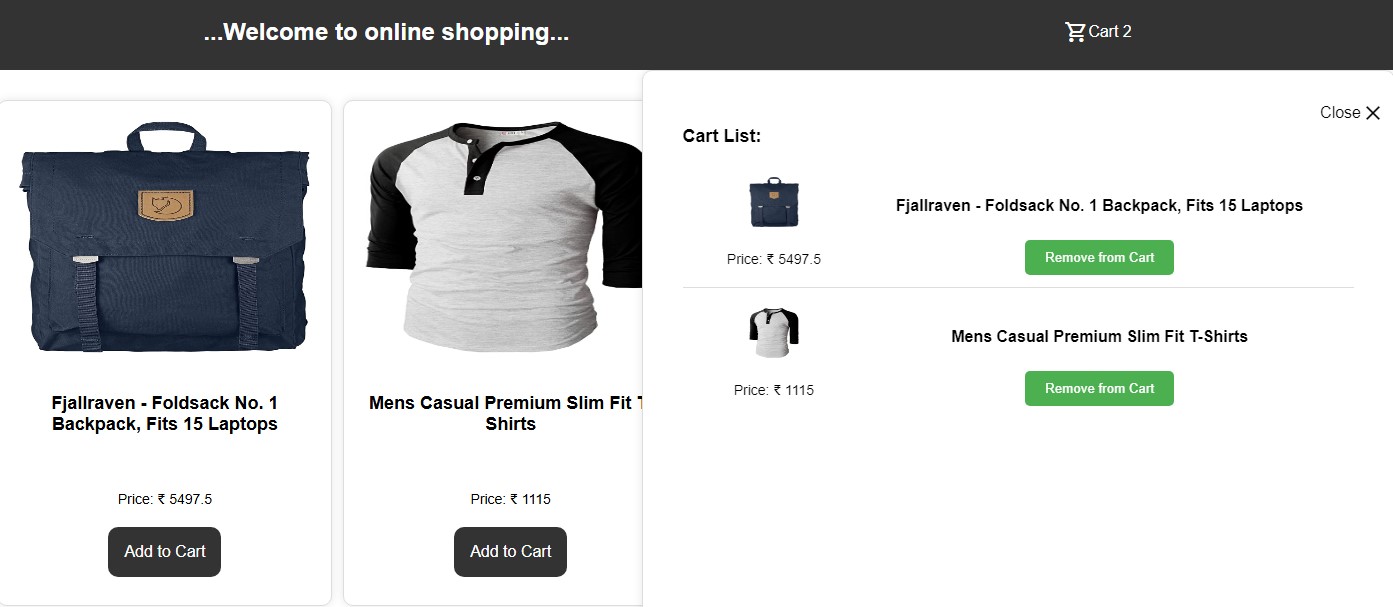 ...Welcome to online shopping...
Cart 2
Close
Cart List:
Fjallraven - Foldsack No. 1 Backpack, Fits 15 Laptops
Price: ₹ 5497.5
Remove from Cart
Mens Casual Premium Slim Fit T-Shirts
Price: ₹ 1115
Remove from Cart
Fjallraven - Foldsack No. 1
Backpack, Fits 15 Laptops
Price: ₹ 5497.5
Add to Cart
Mens Casual Premium Slim Fit T
Shirts
Price: ₹ 1115
Add to Cart